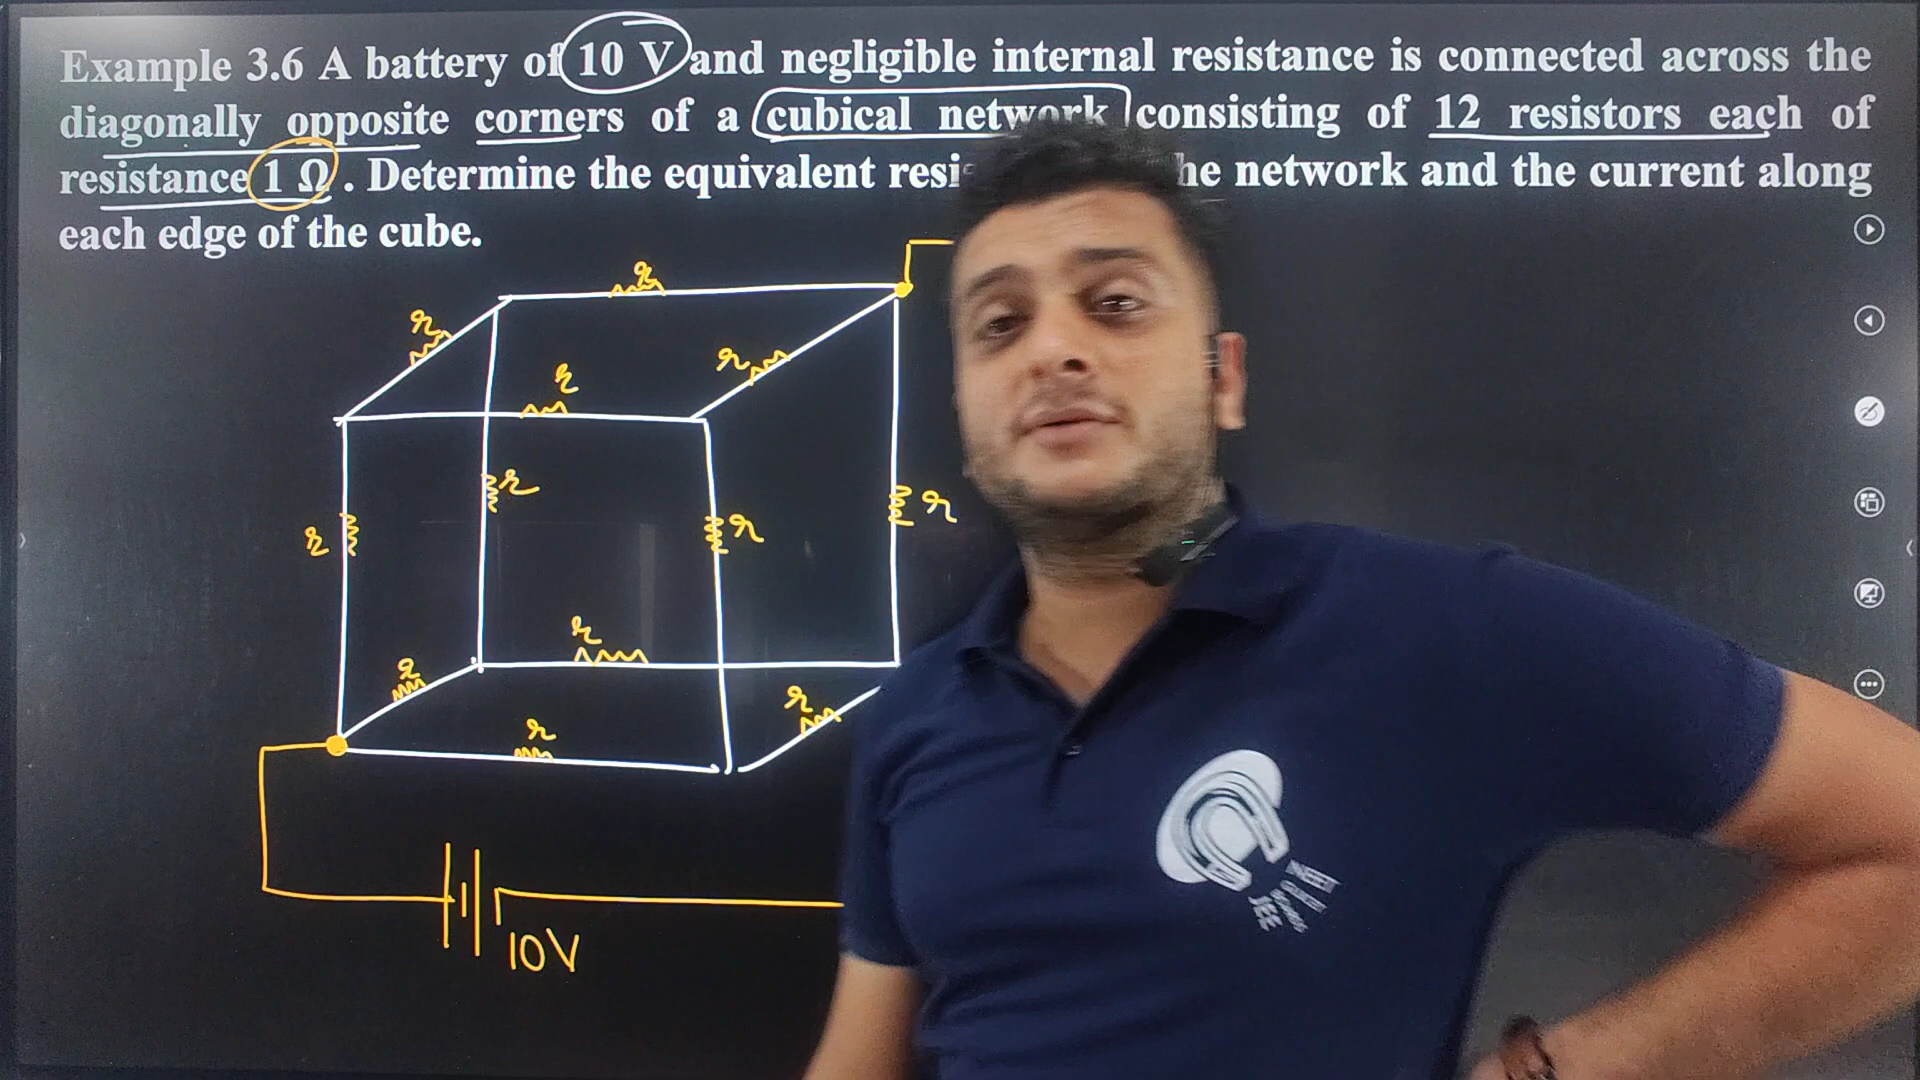 Example 3.6 A battery of 10 V and negligible internal resistance is connected across the
diagonally opposite corners of a cubical network consisting of 12 resistors each of
resistance 1 Ω . Determine the equivalent he network and the current along
each edge of the cube.
r
r
r
r
r
r
r
r
r
r
r
r
10V
JEE
NEET